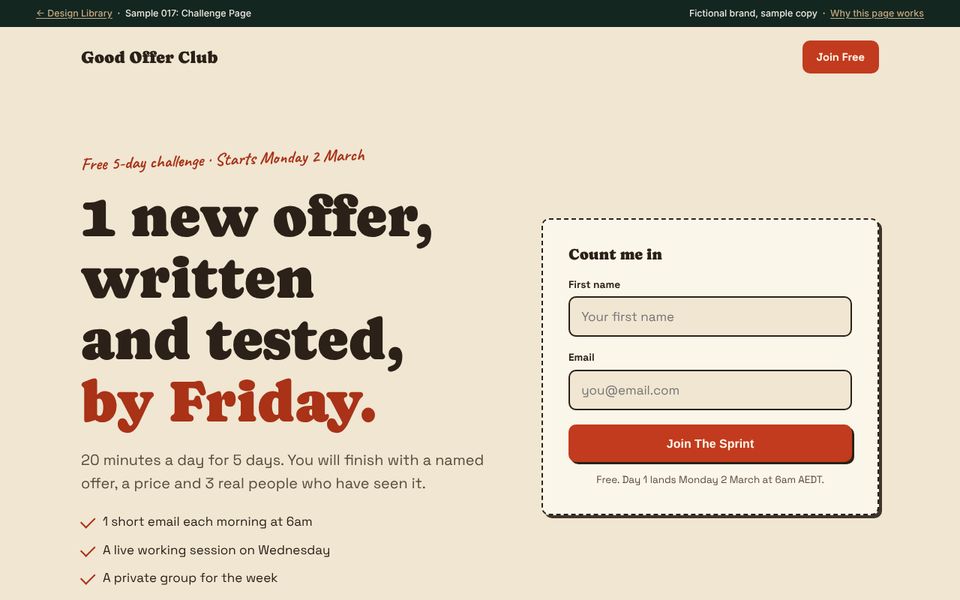 ← Design Library · Sample 017: Challenge Page
Fictional brand, sample copy · Why this page works
Good Offer Club
Join Free
Free 5-day challenge · Starts Monday 2 March
1 new offer,
written
and tested,
by Friday.
20 minutes a day for 5 days. You will finish with a named
offer, a price and 3 real people who have seen it.
1 short email each morning at 6am
A live working session on Wednesday
A private group for the week
Count me in
First name
Your first name
Email
you@email.com
Join The Sprint
Free. Day 1 lands Monday 2 March at 6am AEDT.